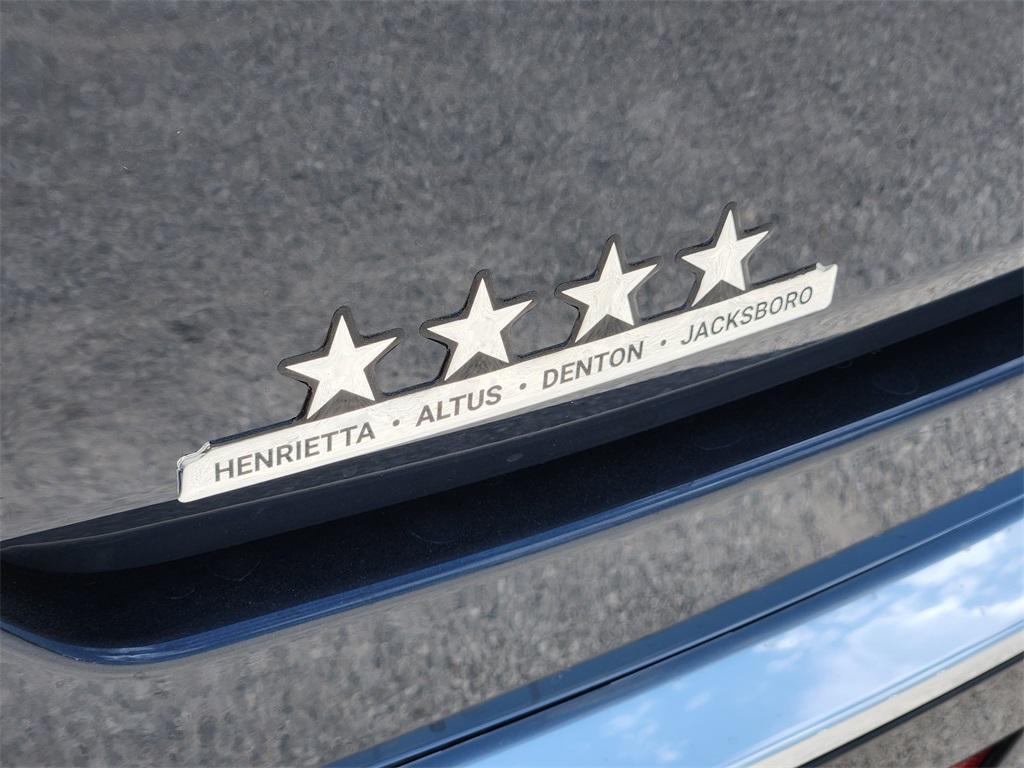 HENRIETTA · ALTUS · DENTON · JACKSBORO